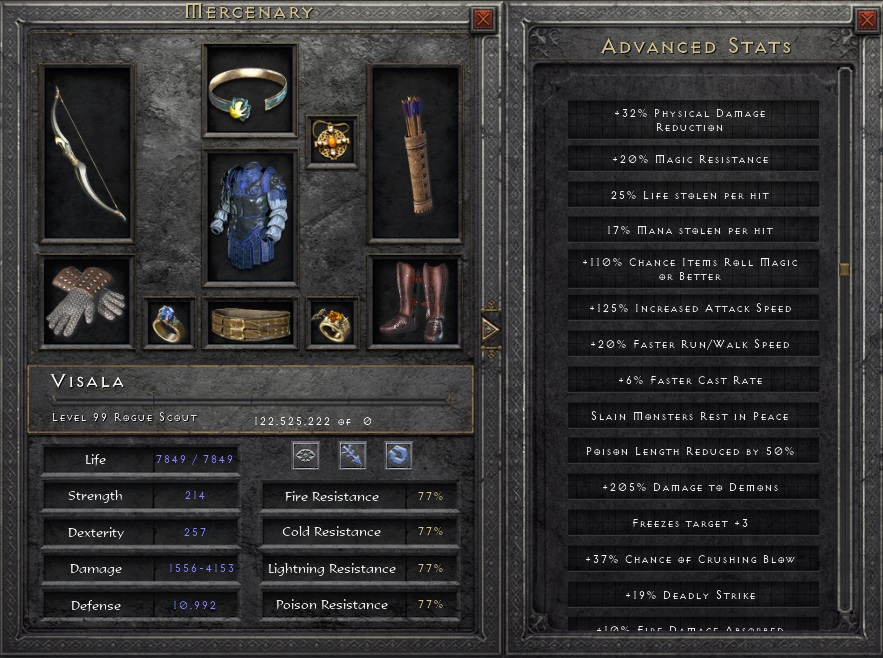 Mercenary
Visala
Level 99 Rogue Scout
122.525.222 of 0
Life 7849 / 7849
Strength 214
Dexterity 257
Damage 1556-4153
Defense 10.992
Fire Resistance 77%
Cold Resistance 77%
Lightning Resistance 77%
Poison Resistance 77%
Advanced Stats
+32% Physical Damage
Reduction
+20% Magic Resistance
25% Life stolen per hit
17% Mana stolen per hit
+110% Chance Items Roll Magic
or Better
+125% Increased Attack Speed
+20% Faster Run/Walk Speed
+6% Faster Cast Rate
Slain Monsters Rest in Peace
Poison Length Reduced by 50%
+205% Damage to Demons
Freezes target +3
+37% Chance of Crushing Blow
+19% Deadly Strike
+10% Fire Damage Absorbed